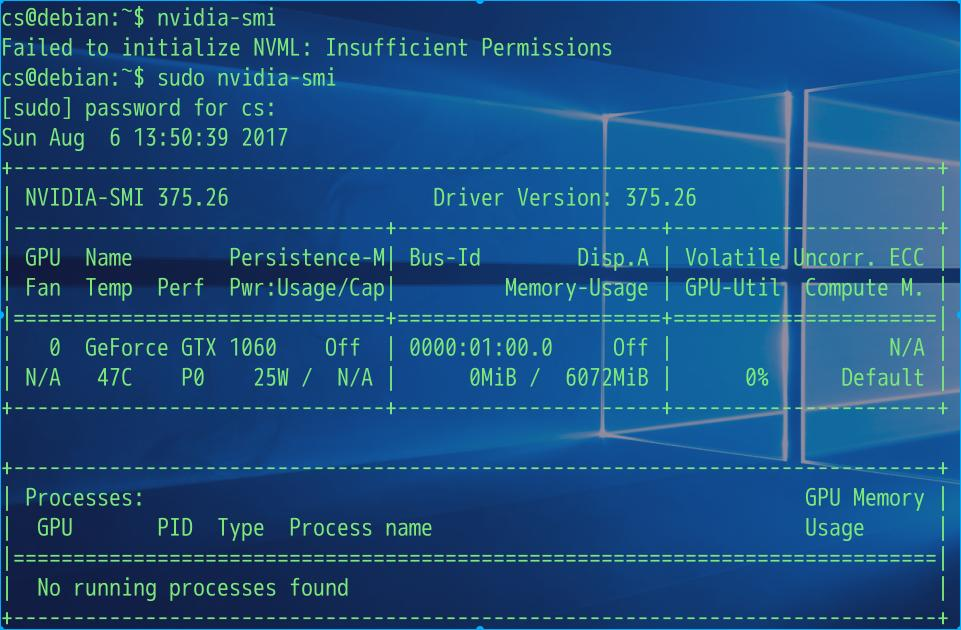 cs@debian:~$ nvidia-smi
Failed to initialize NVML: Insufficient Permissions
cs@debian:~$ sudo nvidia-smi
[sudo] password for cs:
Sun Aug  6 13:50:39 2017
+-----------------------------------------------------------------------------+
| NVIDIA-SMI 375.26                 Driver Version: 375.26                    |
|-------------------------------+----------------------+----------------------+
| GPU  Name        Persistence-M| Bus-Id        Disp.A | Volatile Uncorr. ECC |
| Fan  Temp  Perf  Pwr:Usage/Cap|         Memory-Usage | GPU-Util  Compute M. |
|===============================+======================+======================|
|   0  GeForce GTX 1060    Off  | 0000:01:00.0     Off |                  N/A |
| N/A   47C    P0    25W /  N/A |      0MiB /  6072MiB |      0%      Default |
+-------------------------------+----------------------+----------------------+
+-----------------------------------------------------------------------------+
| Processes:                                                       GPU Memory |
|  GPU       PID  Type  Process name                               Usage      |
|=============================================================================|
|  No running processes found                                                 |
+-----------------------------------------------------------------------------+